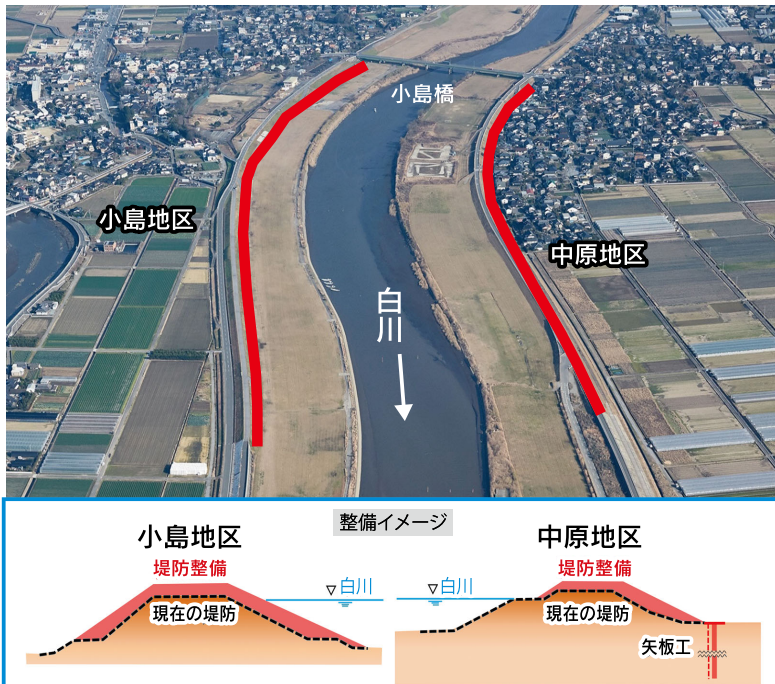 小島橋
小島地区
中原地区
白川
整備イメージ
小島地区
堤防整備
▽白川
現在の堤防
中原地区
堤防整備
▽白川
現在の堤防
矢板工